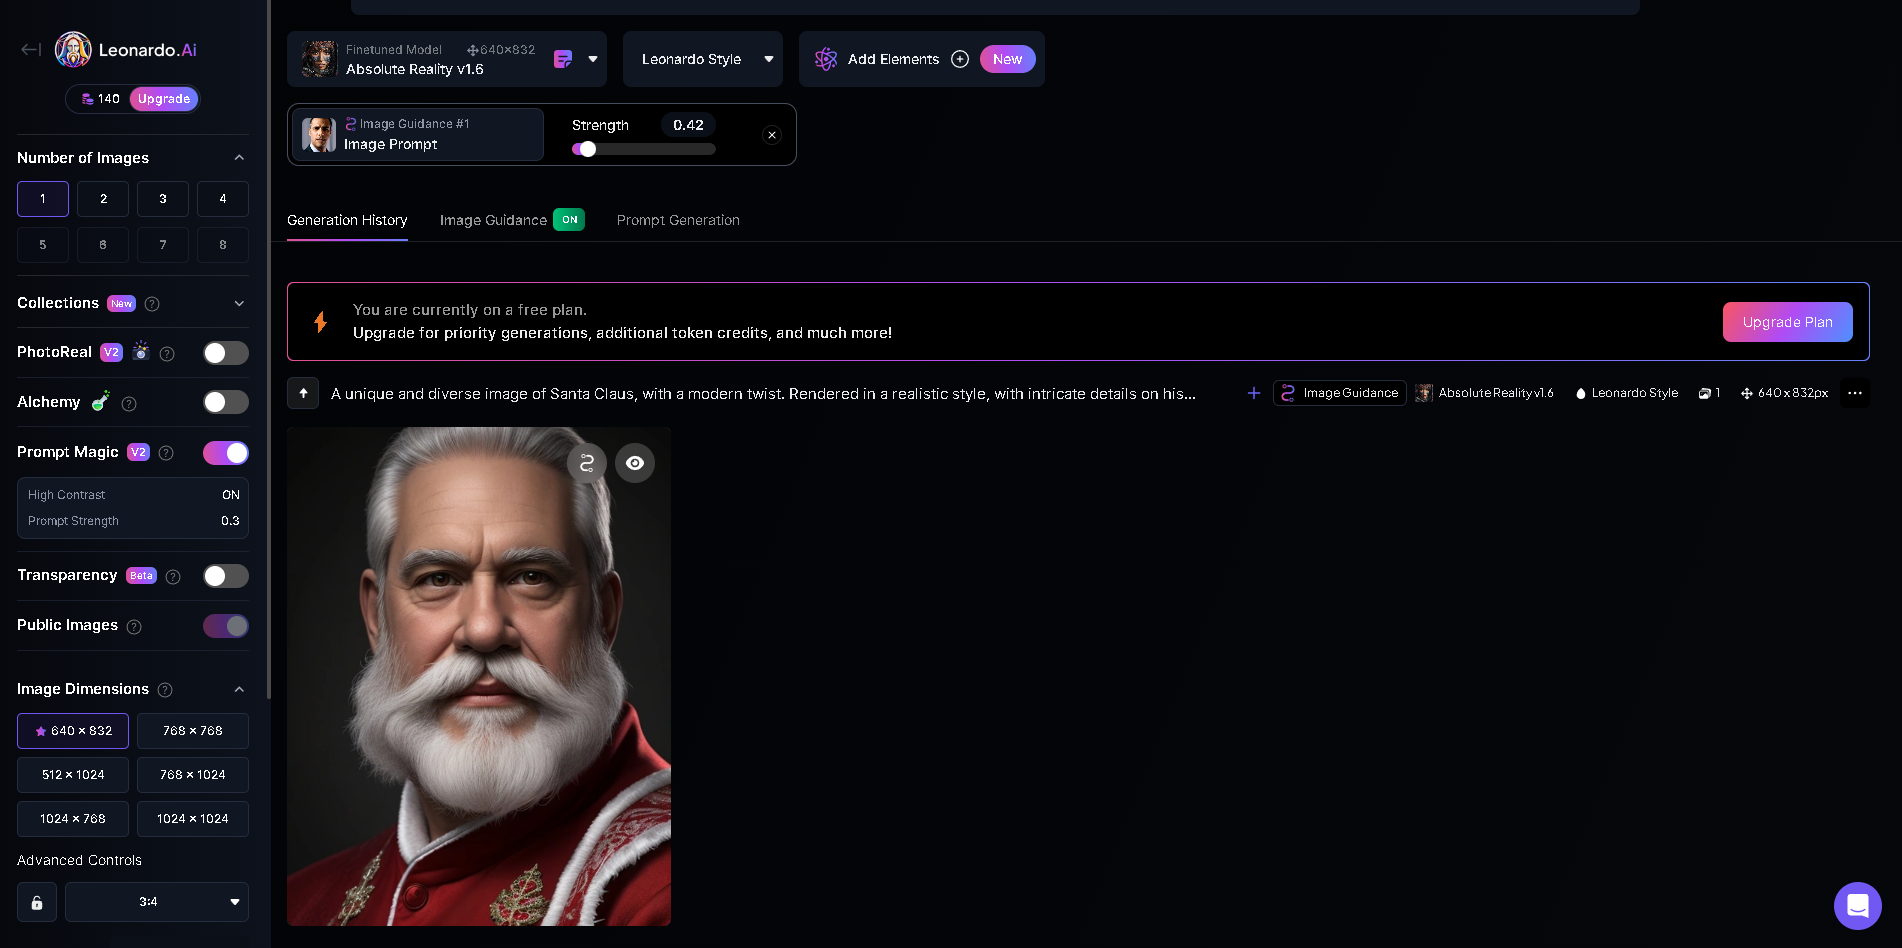 Leonardo.Ai
140 Upgrade
Number of Images
1 2 3 4
5 6 7 8
Collections New ?
PhotoReal V2 ?
Alchemy ?
Prompt Magic V2 ?
High Contrast ON
Prompt Strength 0.3
Transparency Beta ?
Public Images ?
Image Dimensions ?
640 × 832 768 × 768
512 × 1024 768 × 1024
1024 × 768 1024 × 1024
Advanced Controls
3:4
Finetuned Model 640×832
Absolute Reality v1.6
Leonardo Style
Add Elements New
Image Guidance #1
Image Prompt
Strength 0.42
Generation History Image Guidance ON Prompt Generation
You are currently on a free plan.
Upgrade for priority generations, additional token credits, and much more!
Upgrade Plan
A unique and diverse image of Santa Claus, with a modern twist. Rendered in a realistic style, with intricate details on his...
Image Guidance Absolute Reality v1.6 Leonardo Style 1 640 x 832px